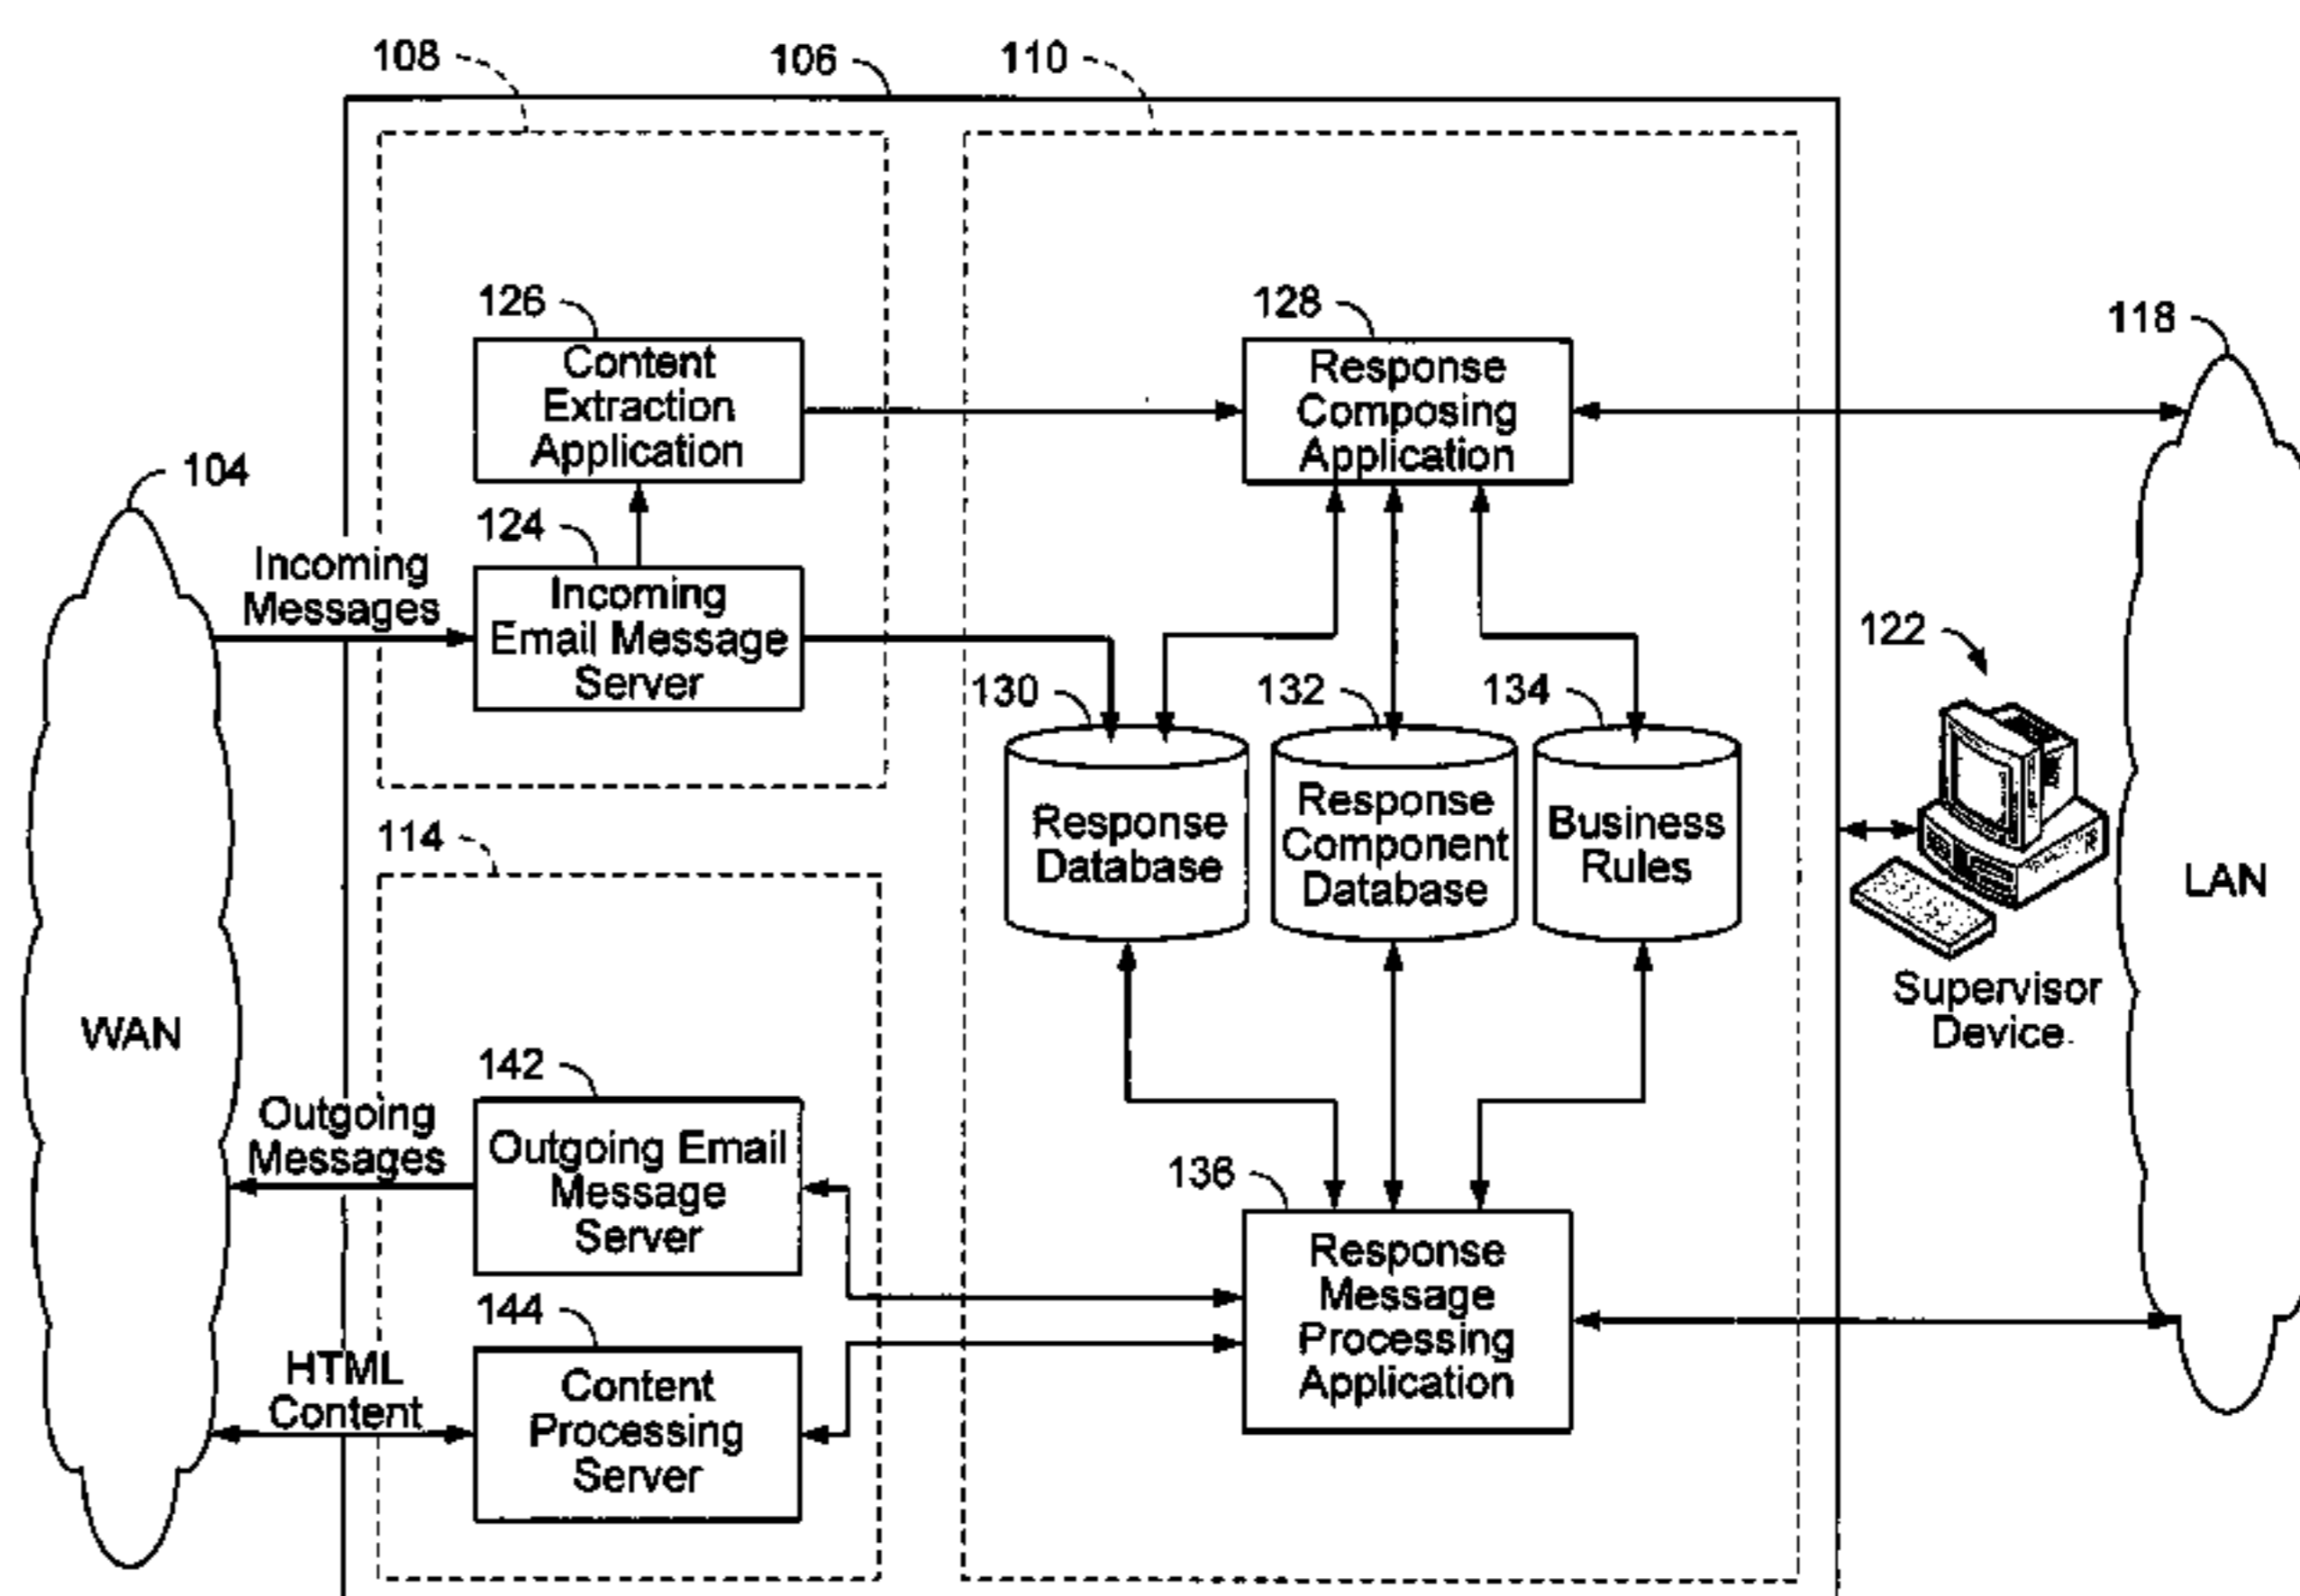 108
106
110
126
128
118
Content
Extraction
Application
Response
Composing
Application
104
124
Incoming
Messages
Incoming
Email Message
Server
122
130
132
134
Response
Database
Response
Component
Database
Business
Rules
114
LAN
Supervisor
Device
WAN
142
Outgoing
Messages
Outgoing Email
Message
Server
136
Response
Message
Processing
Application
144
HTML
Content
Content
Processing
Server